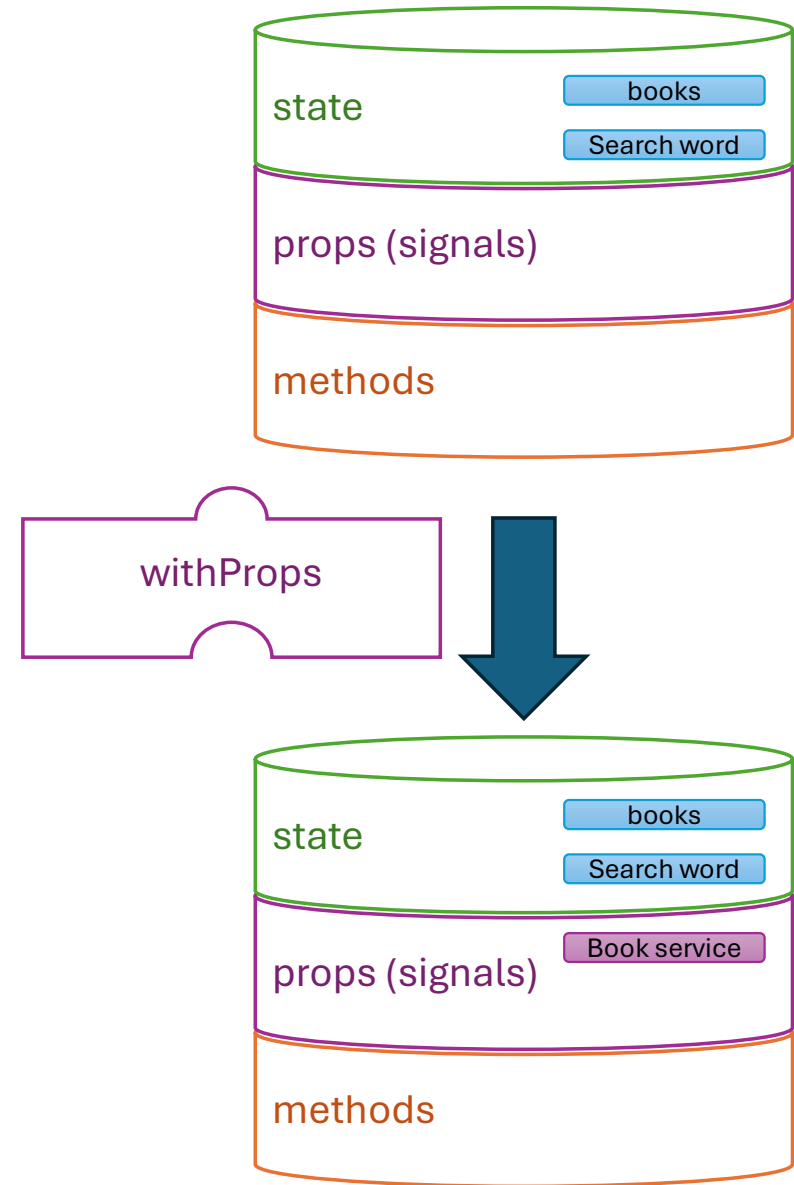 state
books
Search word
props (signals)
methods
withProps
state
books
Search word
props (signals)
Book service
methods